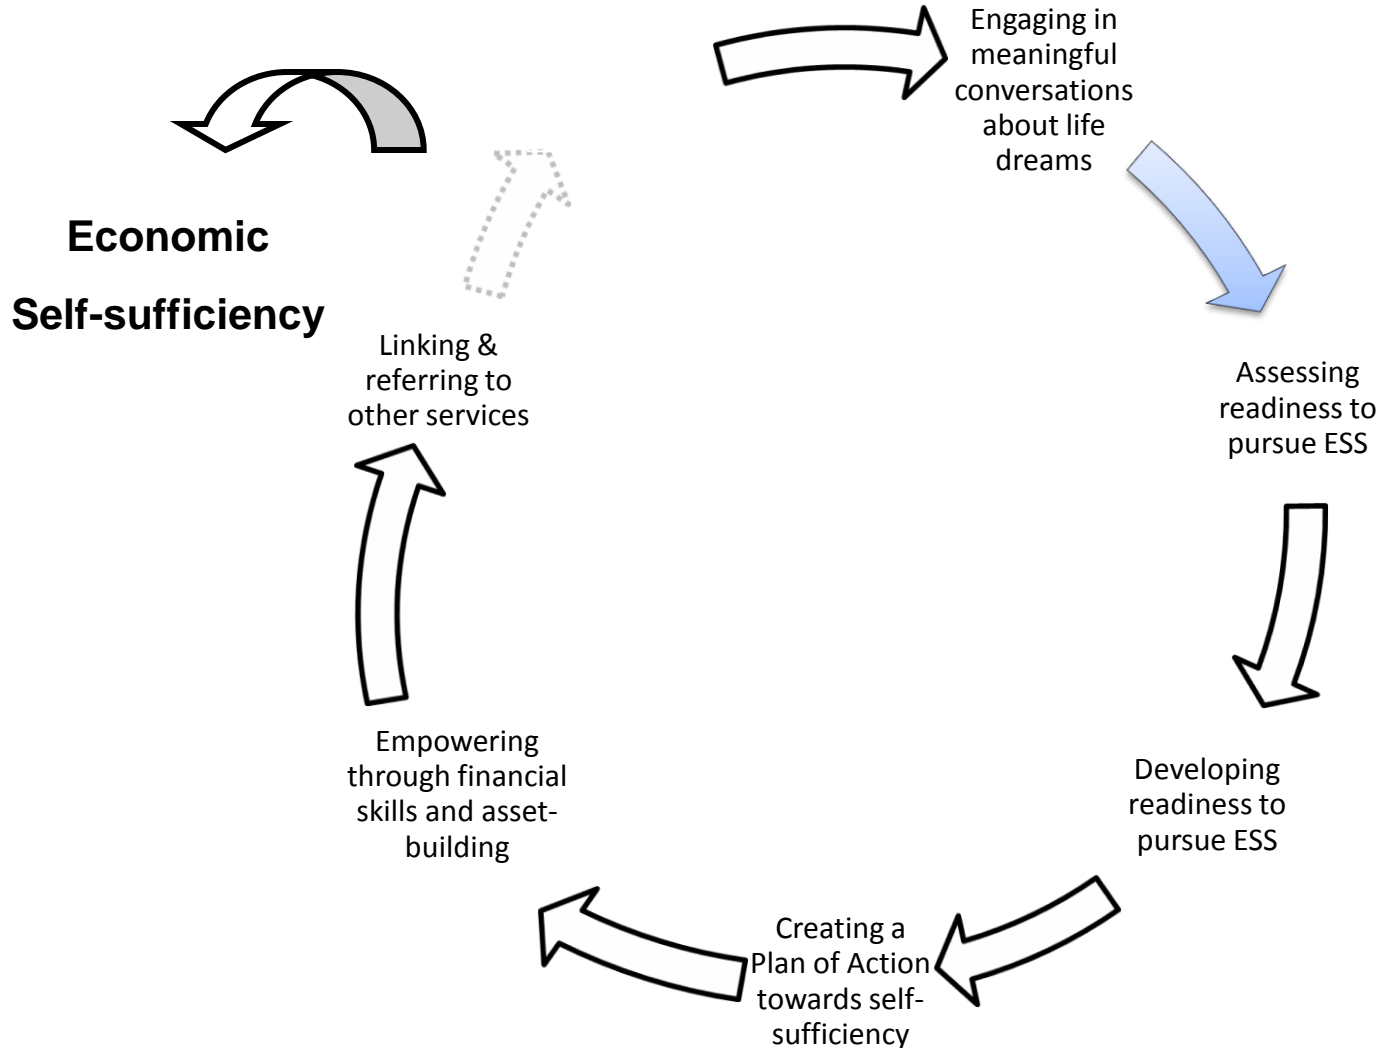 Engaging in
meaningful
conversations
about life
dreams
Assessing
readiness to
pursue ESS
Developing
readiness to
pursue ESS
Creating a
Plan of Action
towards self-
sufficiency
Empowering
through financial
skills and asset-
building
Linking &
referring to
other services
Economic
Self-sufficiency